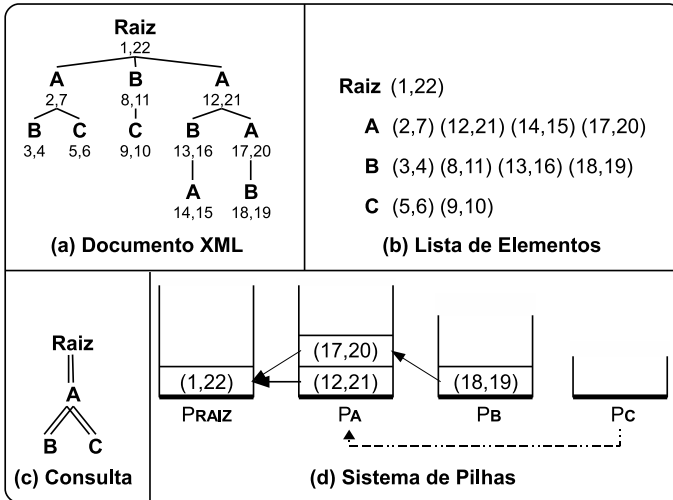 Raiz
1,22
A B A
2,7 8,11 12,21
B C C B A
3,4 5,6 9,10 13,16 17,20
A B
14,15 18,19
(a) Documento XML
Raiz (1,22)
A (2,7) (12,21) (14,15) (17,20)
B (3,4) (8,11) (13,16) (18,19)
C (5,6) (9,10)
(b) Lista de Elementos
Raiz
A
B C
(c) Consulta
(17,20)
(1,22) (12,21) (18,19)
PRAIZ PA PB PC
(d) Sistema de Pilhas